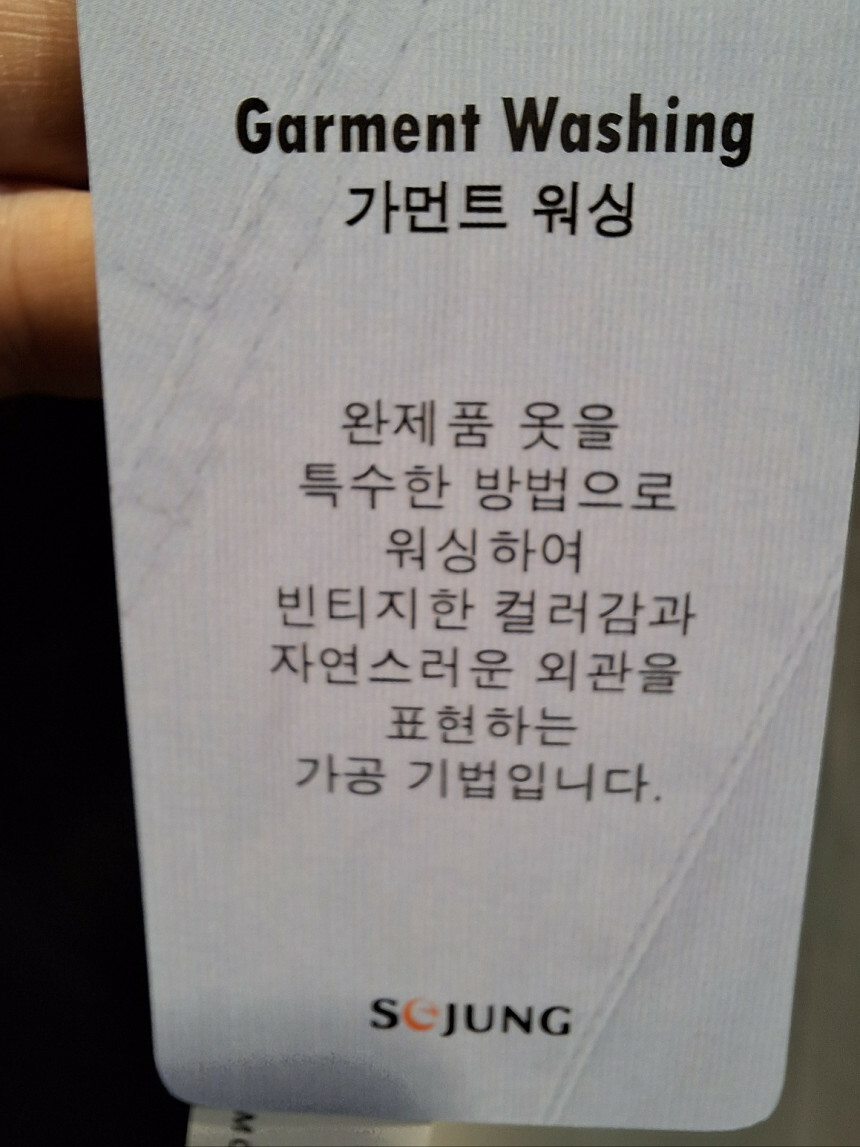 Garment Washing
가먼트 워싱
완제품 옷을
특수한 방법으로
워싱하여
빈티지한 컬러감과
자연스러운 외관을
표현하는
가공 기법입니다.
SEJUNG